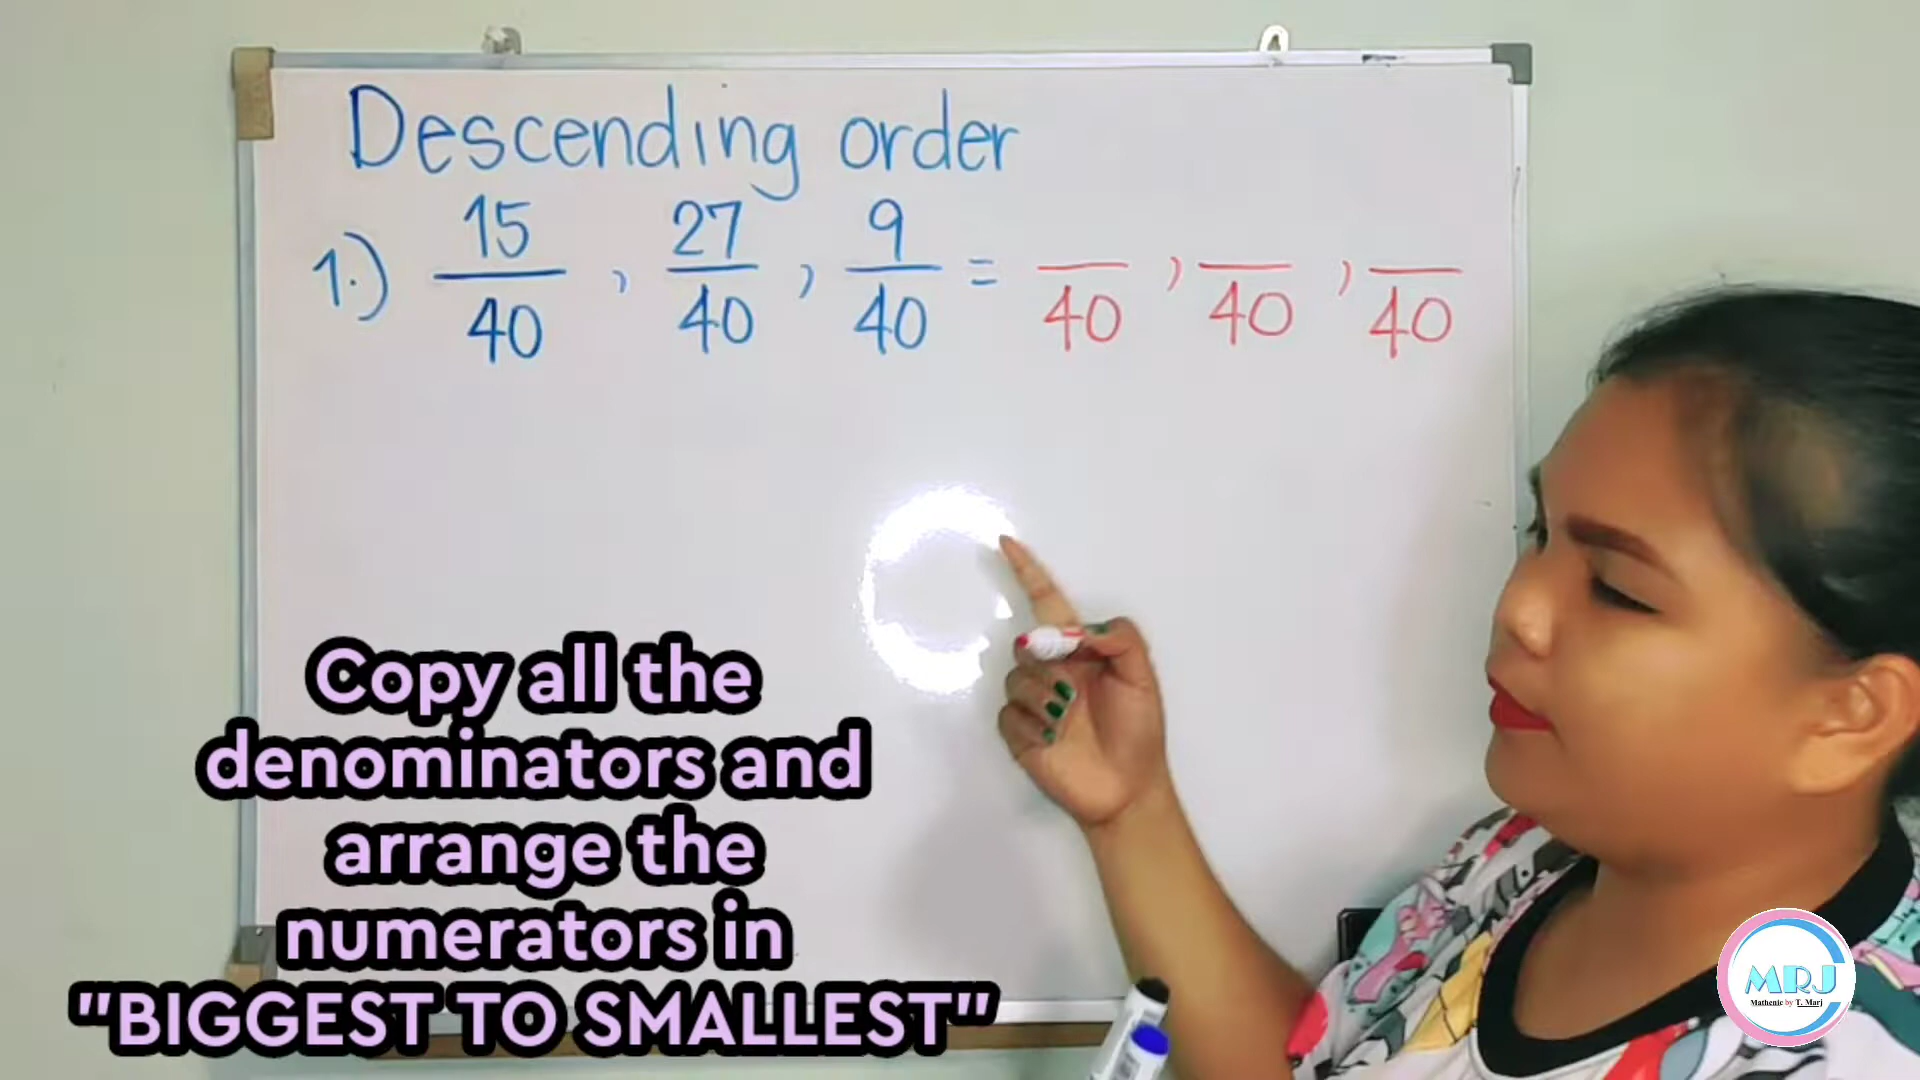 Descending order
1.) 15/40 , 27/40 , 9/40 = /40 , /40 , /40
Copy all the
denominators and
arrange the
numerators in
"BIGGEST TO SMALLEST"
MRJ
Mathenic by T. Marj